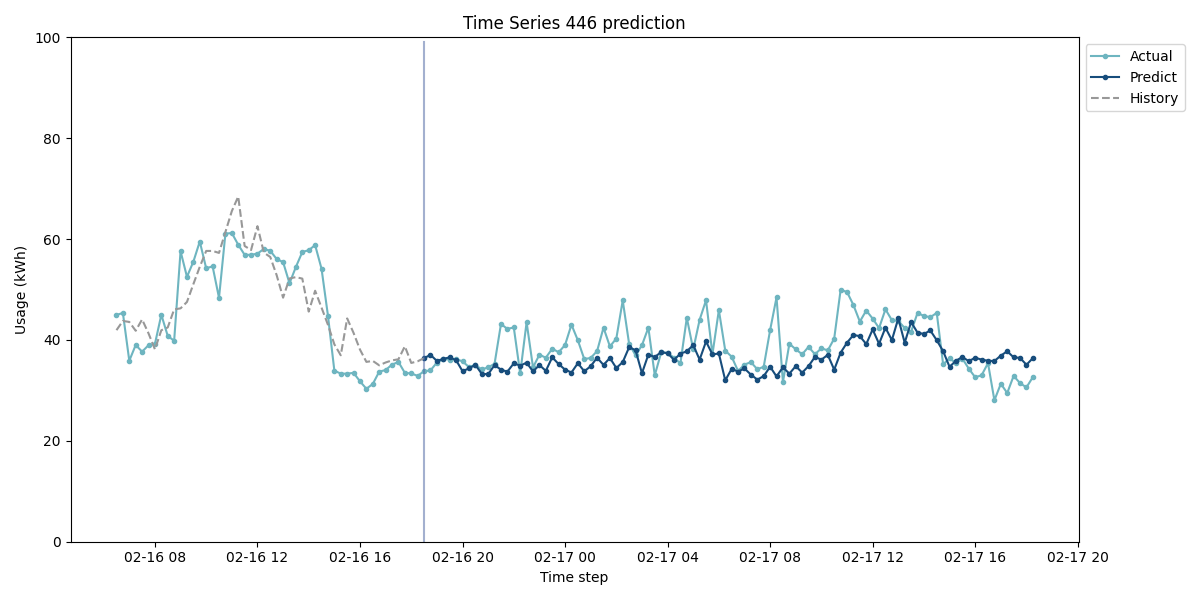 Time Series 446 prediction
100
80
60
40
20
0
Usage (kWh)
02-16 08
02-16 12
02-16 16
02-16 20
02-17 00
02-17 04
02-17 08
02-17 12
02-17 16
02-17 20
Time step
Actual
Predict
History